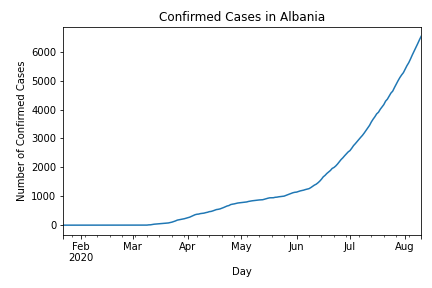 Confirmed Cases in Albania
Number of Confirmed Cases
6000
5000
4000
3000
2000
1000
0
Feb Mar Apr May Jun Jul Aug
2020
Day